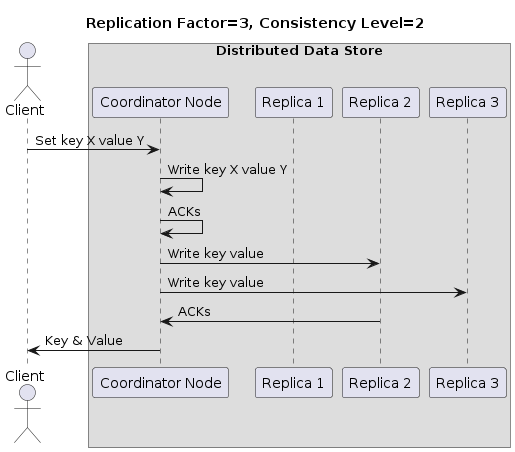 Replication Factor=3, Consistency Level=2
Distributed Data Store
Client
Coordinator Node
Replica 1
Replica 2
Replica 3
Set key X value Y
Write key X value Y
ACKs
Write key value
Write key value
ACKs
Key & Value
Client
Coordinator Node
Replica 1
Replica 2
Replica 3